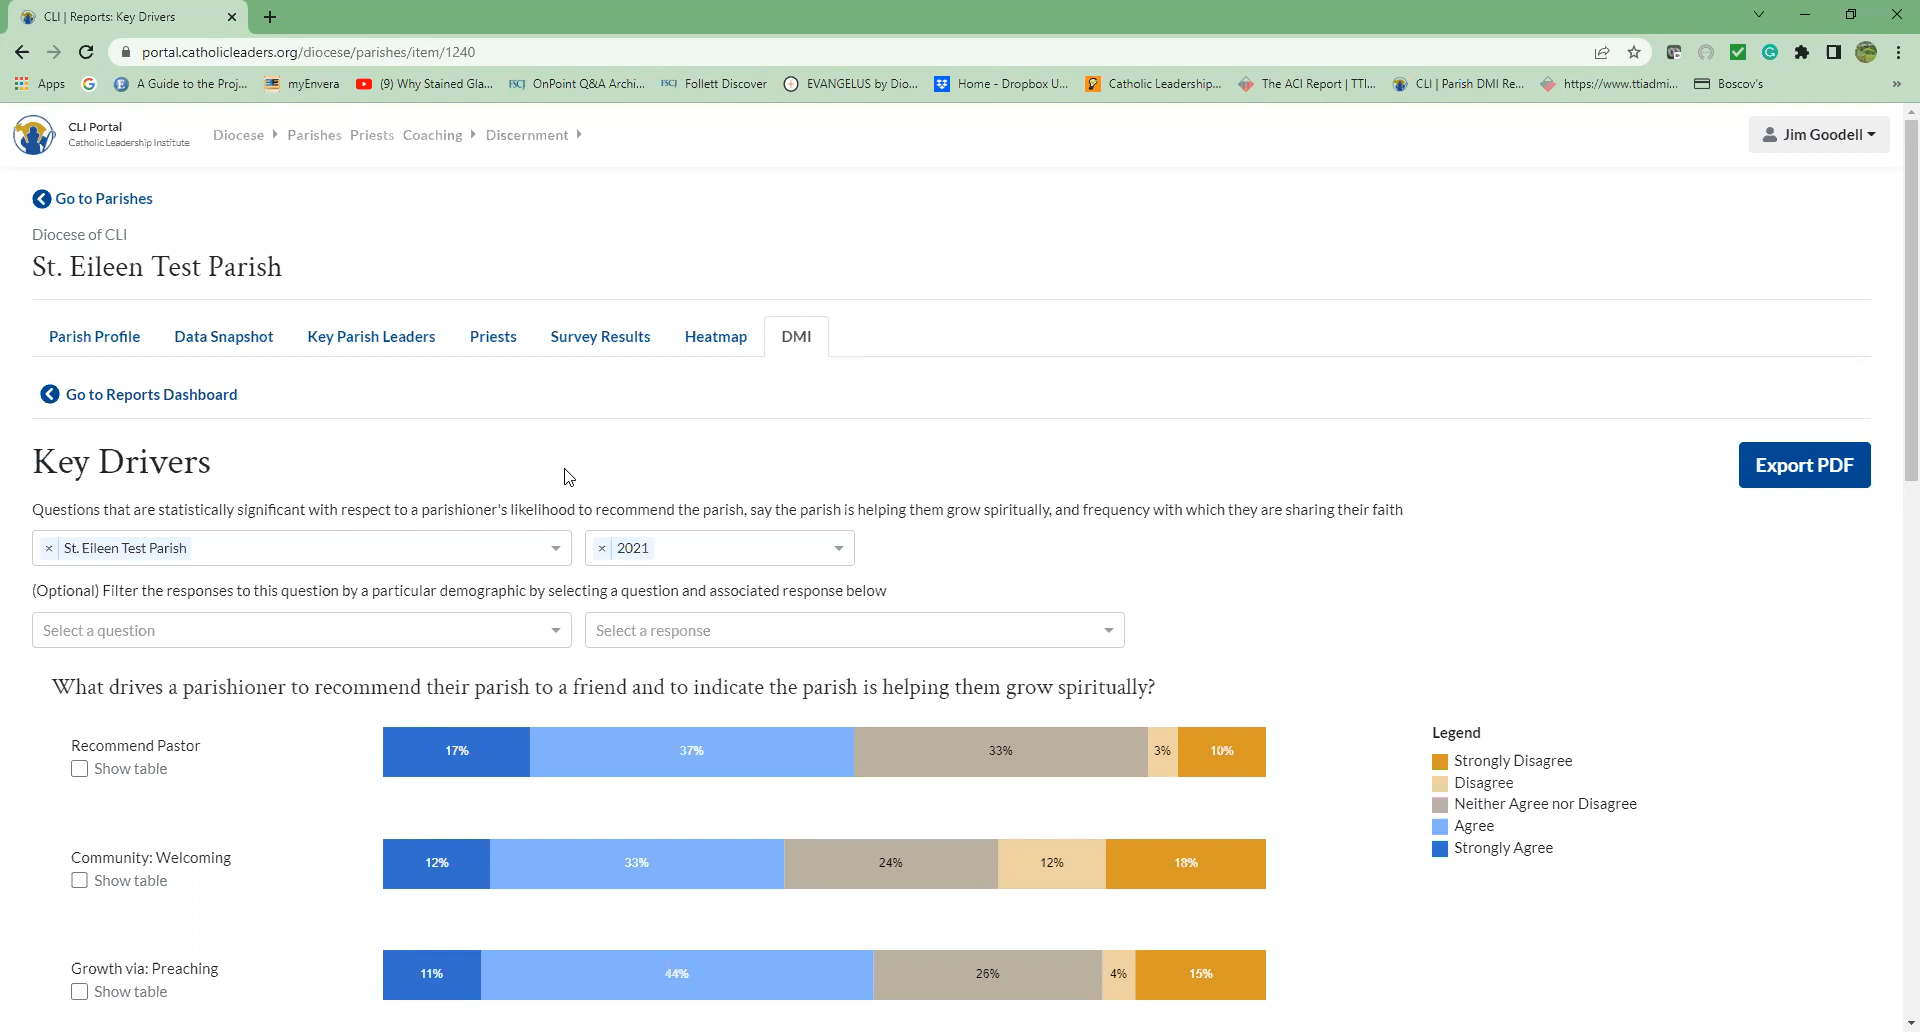 CLI | Reports: Key Drivers
portal.catholicleaders.org/diocese/parishes/item/1240
Apps A Guide to the Proj... myEnvera (9) Why Stained Gla... FSCJ OnPoint Q&A Archi... FSCJ Follett Discover EVANGELUS by Dio... Home - Dropbox U... Catholic Leadership... The ACI Report | TTI... CLI | Parish DMI Re... https://www.ttiadmi... Boscov's »
CLI Portal
Catholic Leadership Institute
Diocese Parishes Priests Coaching Discernment
Jim Goodell
Go to Parishes
Diocese of CLI
St. Eileen Test Parish
Parish Profile Data Snapshot Key Parish Leaders Priests Survey Results Heatmap DMI
Go to Reports Dashboard
Key Drivers
Export PDF
Questions that are statistically significant with respect to a parishioner's likelihood to recommend the parish, say the parish is helping them grow spiritually, and frequency with which they are sharing their faith
× St. Eileen Test Parish × 2021
(Optional) Filter the responses to this question by a particular demographic by selecting a question and associated response below
Select a question Select a response
What drives a parishioner to recommend their parish to a friend and to indicate the parish is helping them grow spiritually?
Recommend Pastor
Show table
17% 37% 33% 3% 10%
Community: Welcoming
Show table
12% 33% 24% 12% 18%
Growth via: Preaching
Show table
11% 44% 26% 4% 15%
Legend
Strongly Disagree
Disagree
Neither Agree nor Disagree
Agree
Strongly Agree